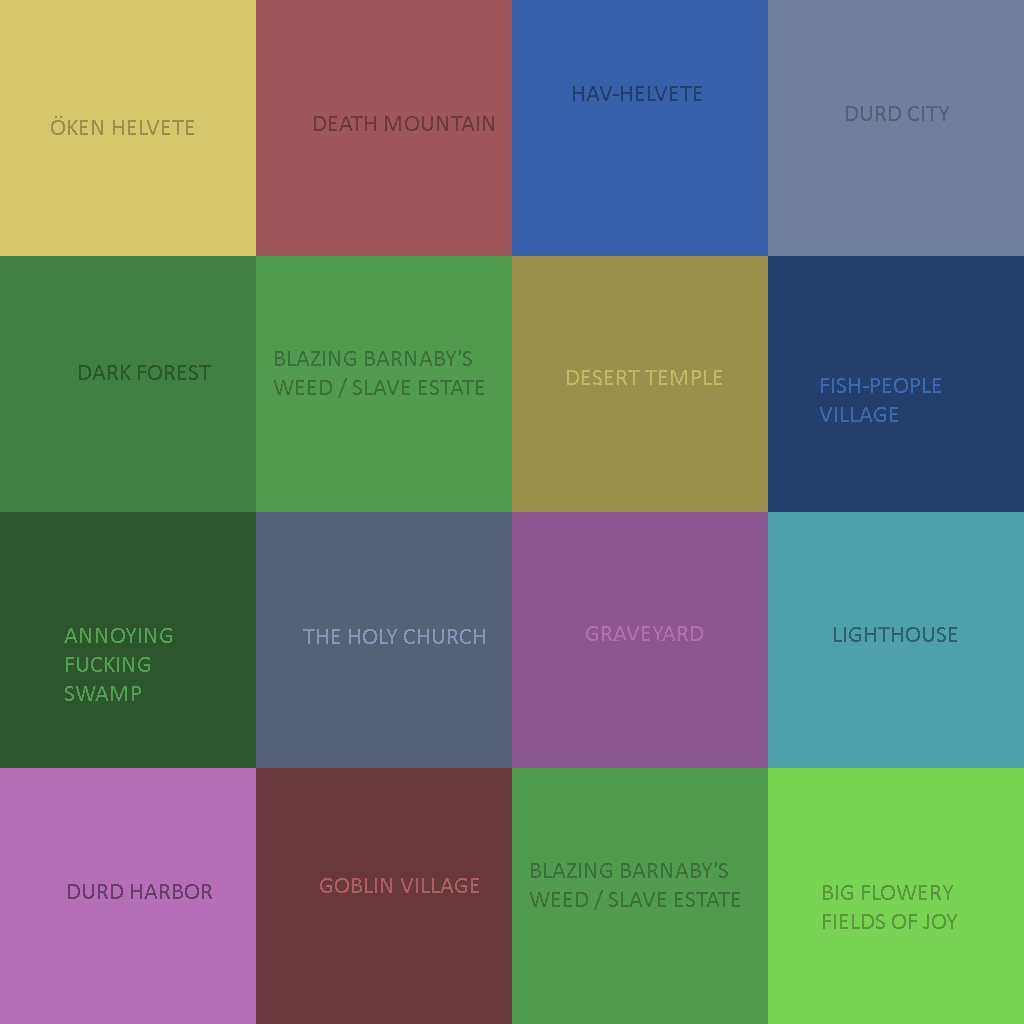 ÖKEN HELVETE
DEATH MOUNTAIN
HAV-HELVETE
DURD CITY
DARK FOREST
BLAZING BARNABY'S
WEED / SLAVE ESTATE
DESERT TEMPLE
FISH-PEOPLE
VILLAGE
ANNOYING
FUCKING
SWAMP
THE HOLY CHURCH
GRAVEYARD
LIGHTHOUSE
DURD HARBOR
GOBLIN VILLAGE
BLAZING BARNABY'S
WEED / SLAVE ESTATE
BIG FLOWERY
FIELDS OF JOY